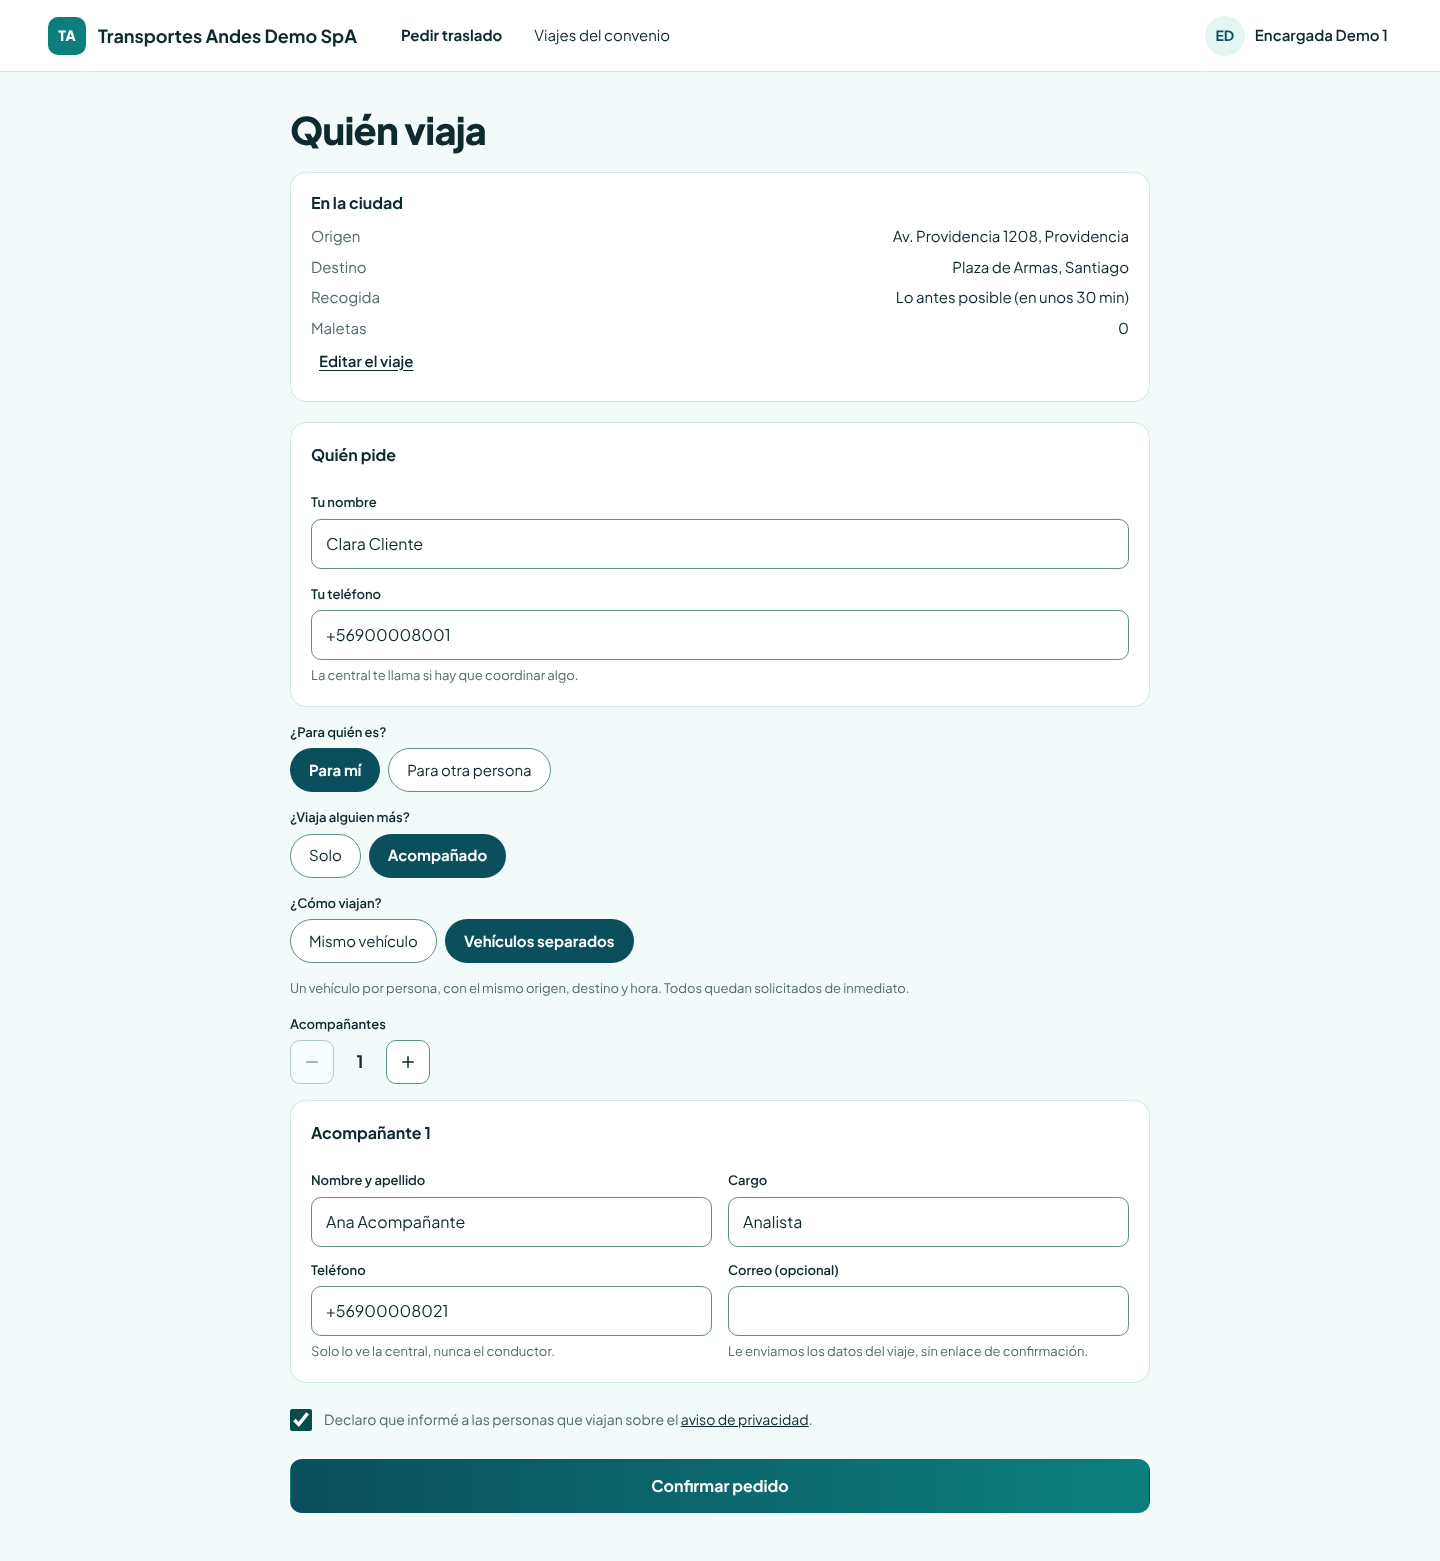 TA Transportes Andes Demo SpA Pedir traslado Viajes del convenio ED Encargada Demo 1
Quién viaja
En la ciudad
Origen Av. Providencia 1208, Providencia
Destino Plaza de Armas, Santiago
Recogida Lo antes posible (en unos 30 min)
Maletas 0
Editar el viaje
Quién pide
Tu nombre
Clara Cliente
Tu teléfono
+56900008001
La central te llama si hay que coordinar algo.
¿Para quién es?
Para mí Para otra persona
¿Viaja alguien más?
Solo Acompañado
¿Cómo viajan?
Mismo vehículo Vehículos separados
Un vehículo por persona, con el mismo origen, destino y hora. Todos quedan solicitados de inmediato.
Acompañantes
− 1 +
Acompañante 1
Nombre y apellido Cargo
Ana Acompañante Analista
Teléfono Correo (opcional)
+56900008021
Solo lo ve la central, nunca el conductor. Le enviamos los datos del viaje, sin enlace de confirmación.
Declaro que informé a las personas que viajan sobre el aviso de privacidad.
Confirmar pedido